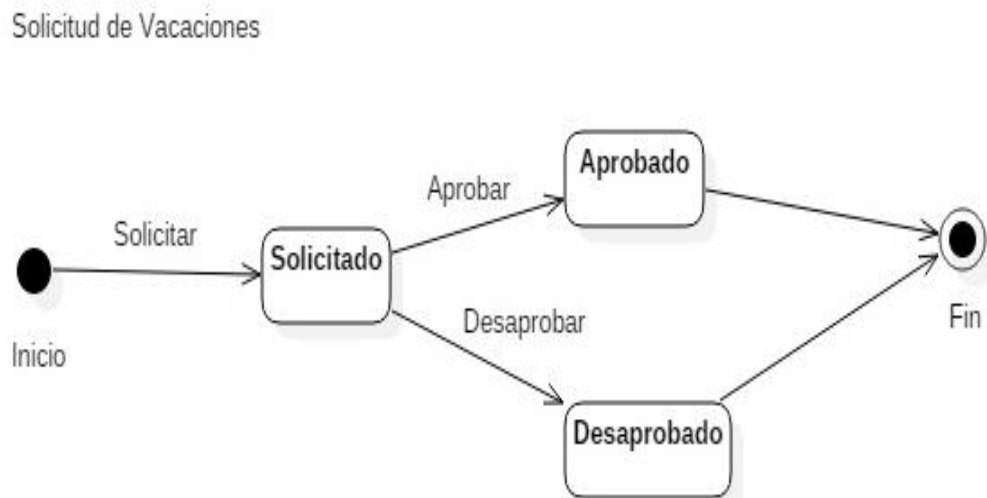 Solicitud de Vacaciones
Aprobado
Aprobar
Solicitar
Solicitado
Desaprobar
Fin
Inicio
Desaprobado